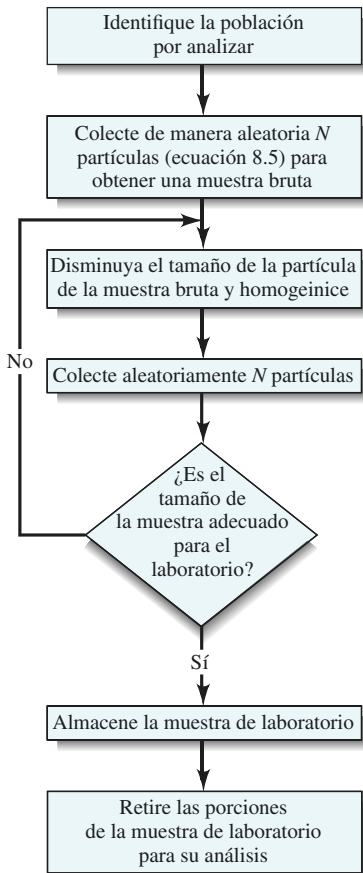 Identifique la población
por analizar
Colecte de manera aleatoria N
partículas (ecuación 8.5) para
obtener una muestra bruta
Disminuya el tamaño de la partícula
de la muestra bruta y homogeinice
No
Colecte aleatoriamente N partículas
¿Es el
tamaño de
la muestra adecuado
para el
laboratorio?
Sí
Almacene la muestra de laboratorio
Retire las porciones
de la muestra de laboratorio
para su análisis